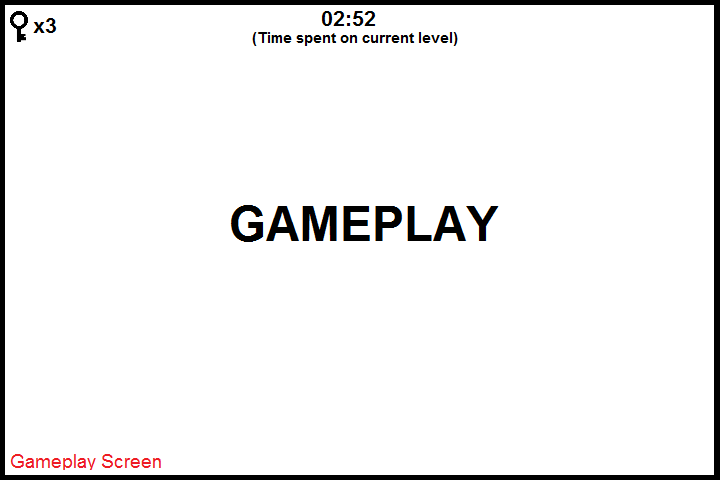 x3
02:52
(Time spent on current level)
GAMEPLAY
Gameplay Screen